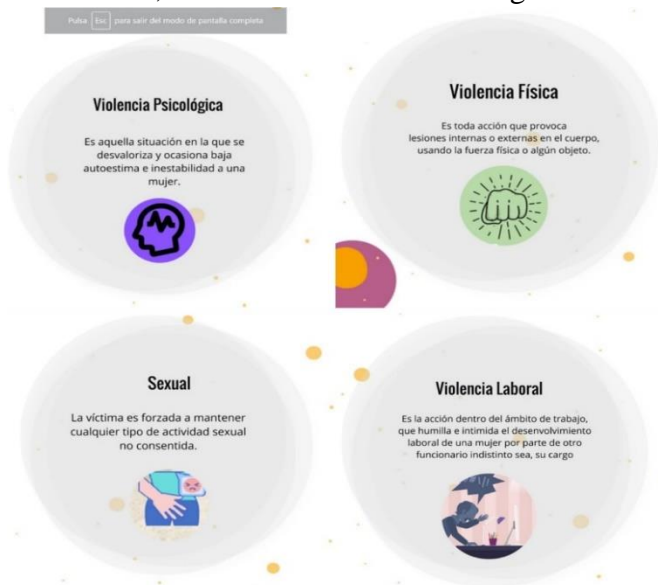 Pulsa Esc para salir del modo de pantalla completa
Violencia Psicológica
Es aquella situación en la que se
desvaloriza y ocasiona baja
autoestima e inestabilidad a una
mujer.
Violencia Física
Es toda acción que provoca
lesiones internas o externas en el cuerpo,
usando la fuerza física o algún objeto.
Sexual
La víctima es forzada a mantener
cualquier tipo de actividad sexual
no consentida.
Violencia Laboral
Es la acción dentro del ámbito de trabajo,
que humilla e intimida el desenvolvimiento
laboral de una mujer por parte de otro
funcionario indistinto sea, su cargo